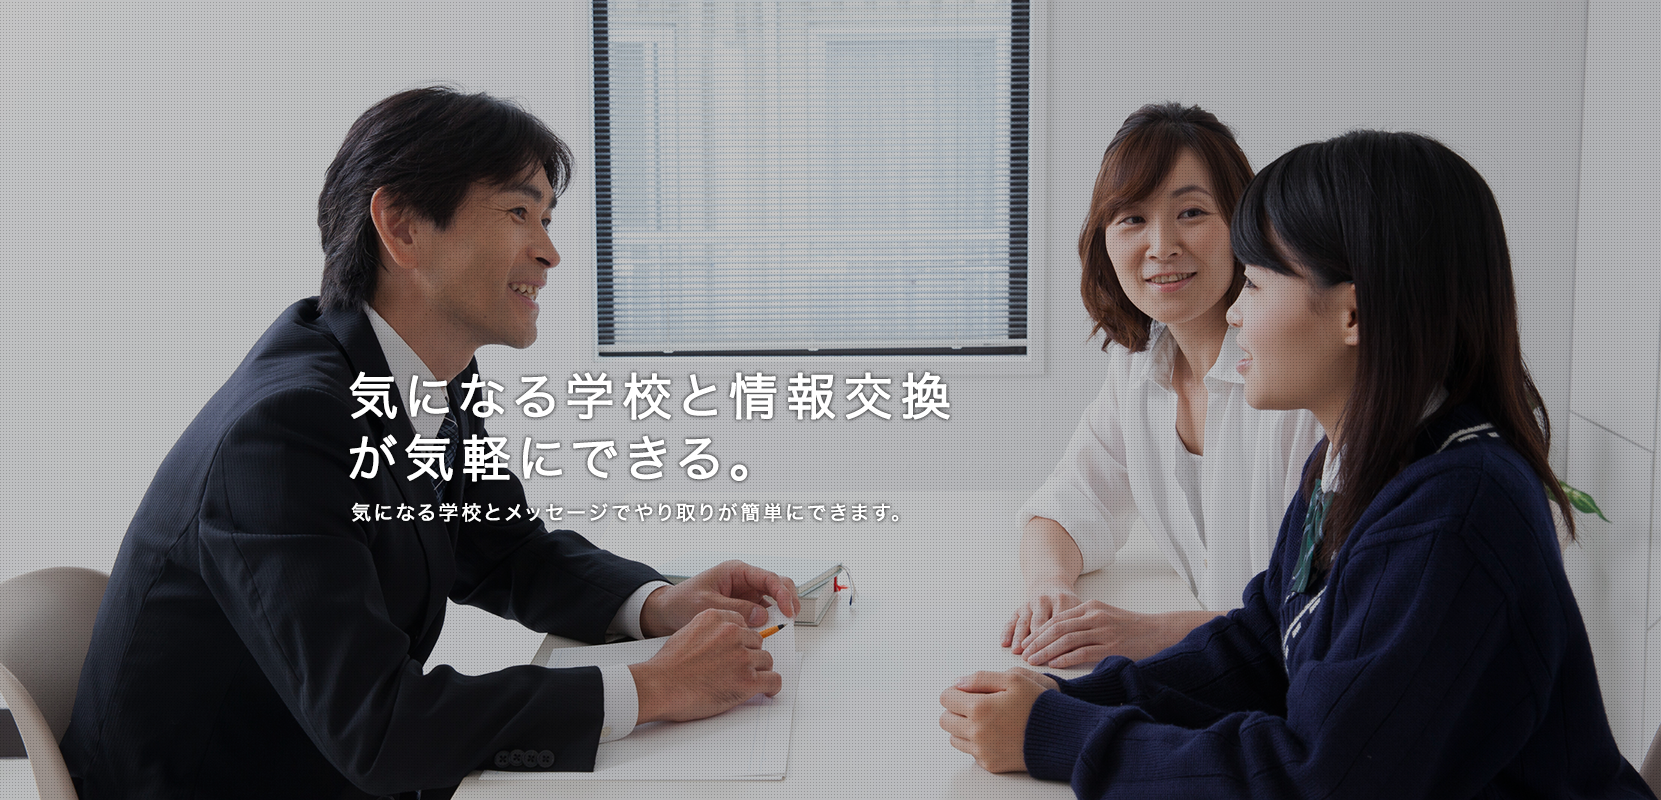 気になる学校と情報交換
が気軽にできる。
気になる学校とメッセージでやり取りが簡単にできます。